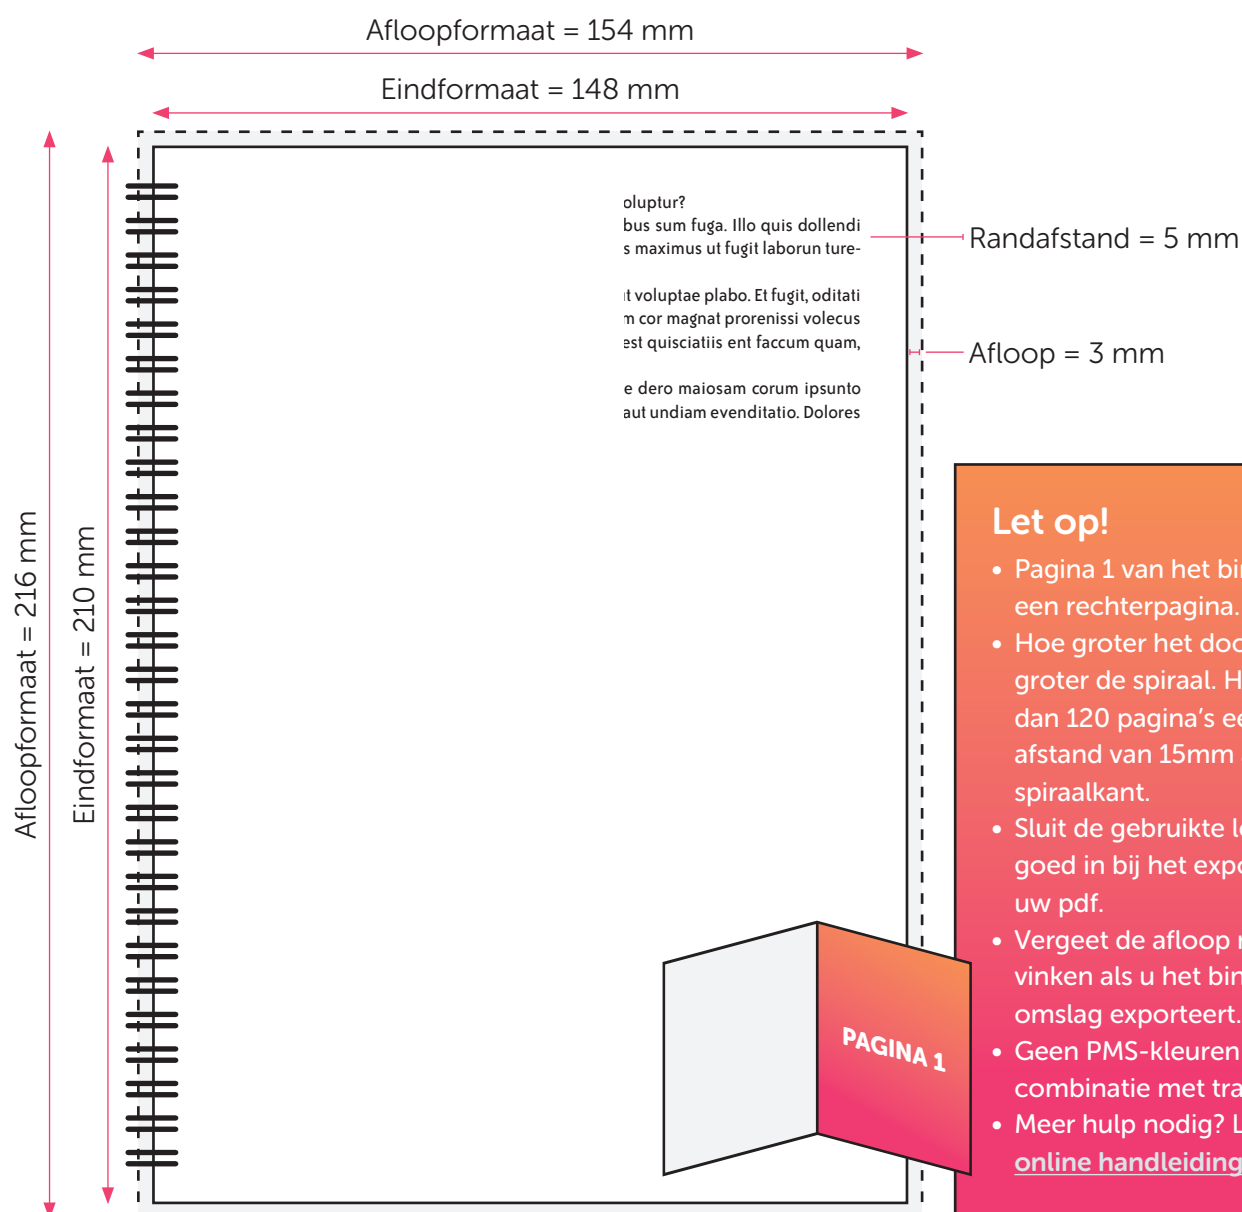 Afloopformaat = 154 mm
Eindformaat = 148 mm
Afloopformaat = 216 mm
Eindformaat = 210 mm
oluptur?
bus sum fuga. Illo quis dollendi
s maximus ut fugit laborun ture-
t voluptae plabo. Et fugit, oditati
m cor magnat prorenissi volecus
est quisciatiis ent faccum quam,
e dero maiosam corum ipsunto
aut undiam evenditatio. Dolores
Randafstand = 5 mm
Afloop = 3 mm
Let op!
• Pagina 1 van het bin
een rechterpagina.
• Hoe groter het doo
groter de spiraal. H
dan 120 pagina's ee
afstand van 15mm
spiraalkant.
• Sluit de gebruikte le
goed in bij het expo
uw pdf.
• Vergeet de afloop n
vinken als u het bin
omslag exporteert.
• Geen PMS-kleuren
combinatie met tra
• Meer hulp nodig? L
online handleiding
PAGINA 1